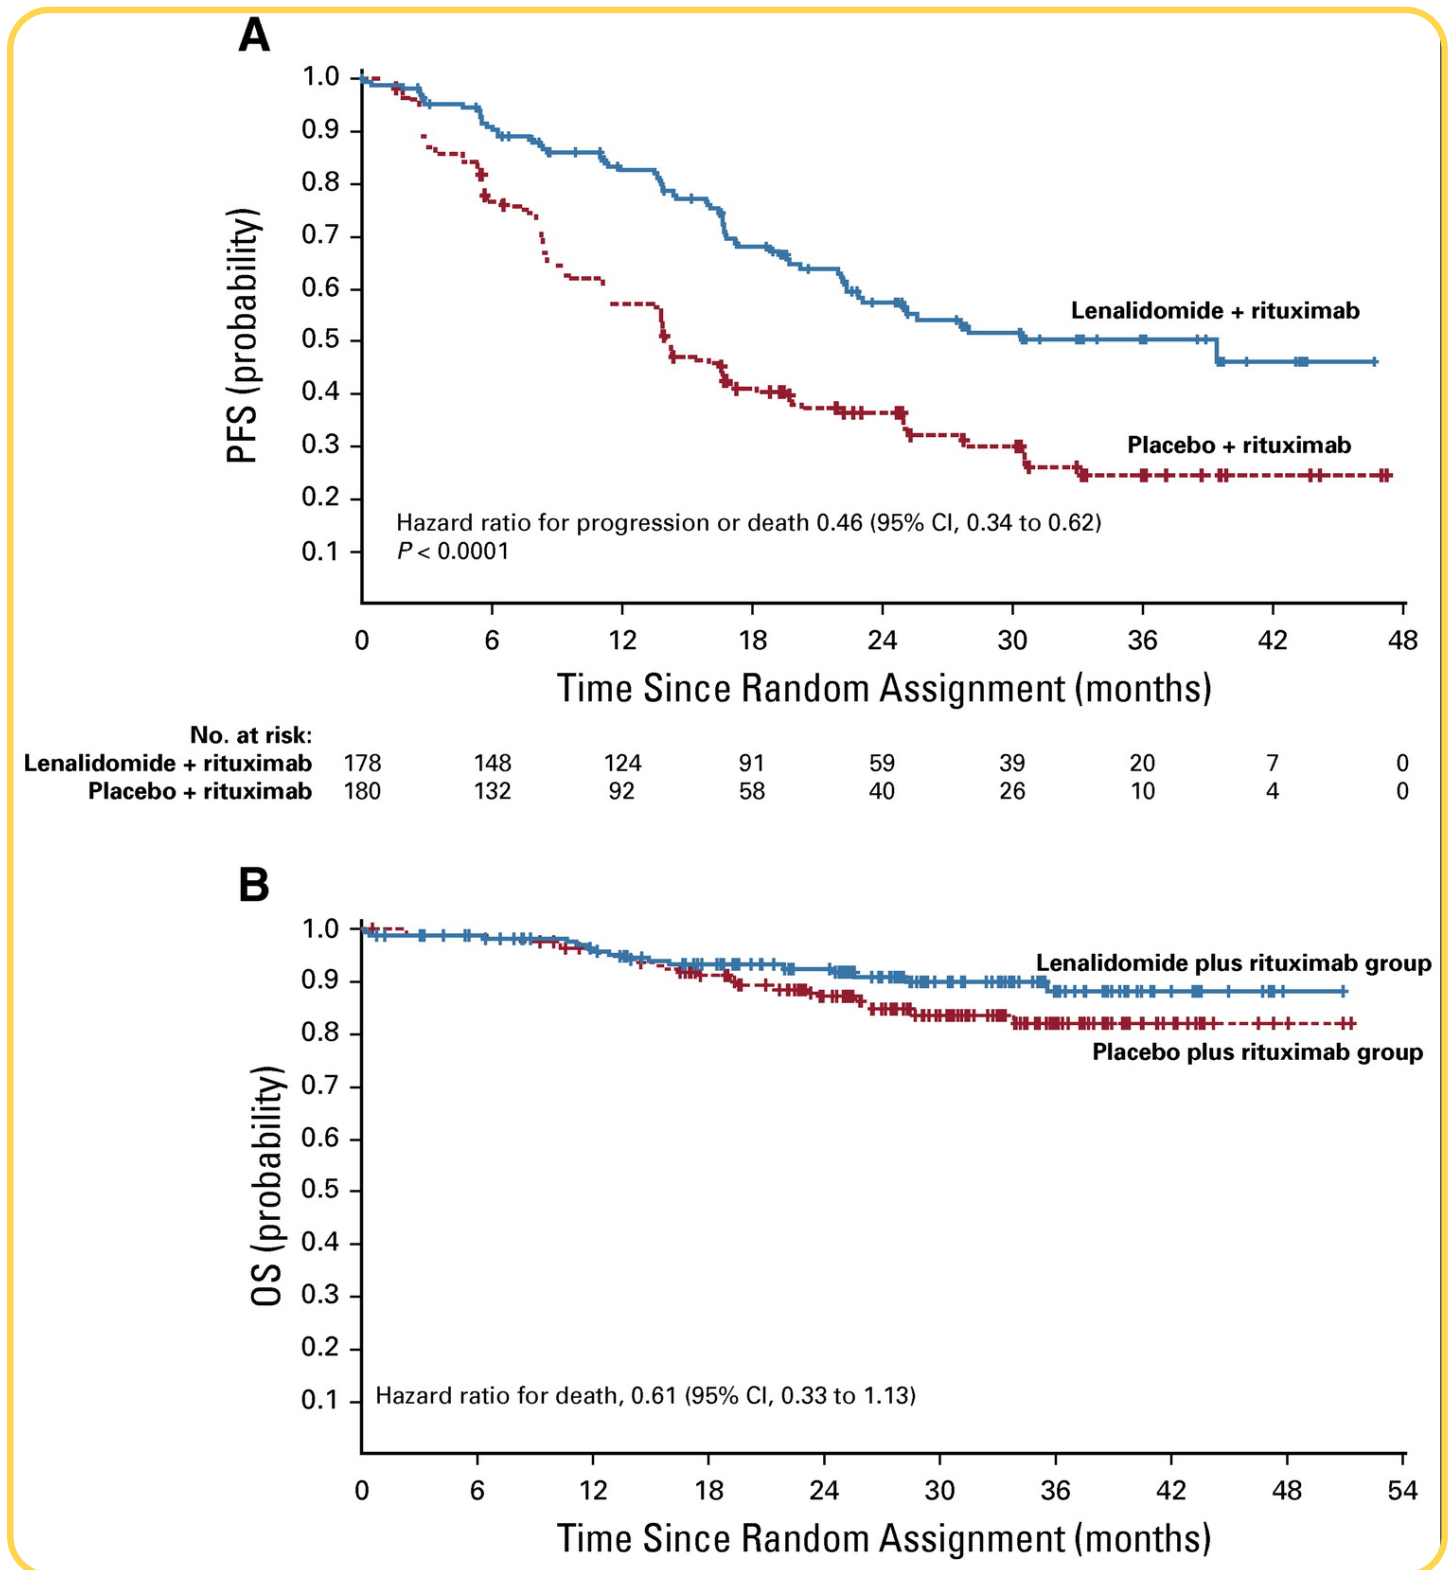 A
1.0
0.9
0.8
0.7
0.6
0.5
0.4
0.3
0.2
0.1
PFS (probability)
Lenalidomide + rituximab
Placebo + rituximab
Hazard ratio for progression or death 0.46 (95% CI, 0.34 to 0.62)
P < 0.0001
0 6 12 18 24 30 36 42 48
Time Since Random Assignment (months)
No. at risk:
Lenalidomide + rituximab 178 148 124 91 59 39 20 7 0
Placebo + rituximab 180 132 92 58 40 26 10 4 0
B
1.0
0.9
0.8
0.7
0.6
0.5
0.4
0.3
0.2
0.1
OS (probability)
Lenalidomide plus rituximab group
Placebo plus rituximab group
Hazard ratio for death, 0.61 (95% CI, 0.33 to 1.13)
0 6 12 18 24 30 36 42 48 54
Time Since Random Assignment (months)